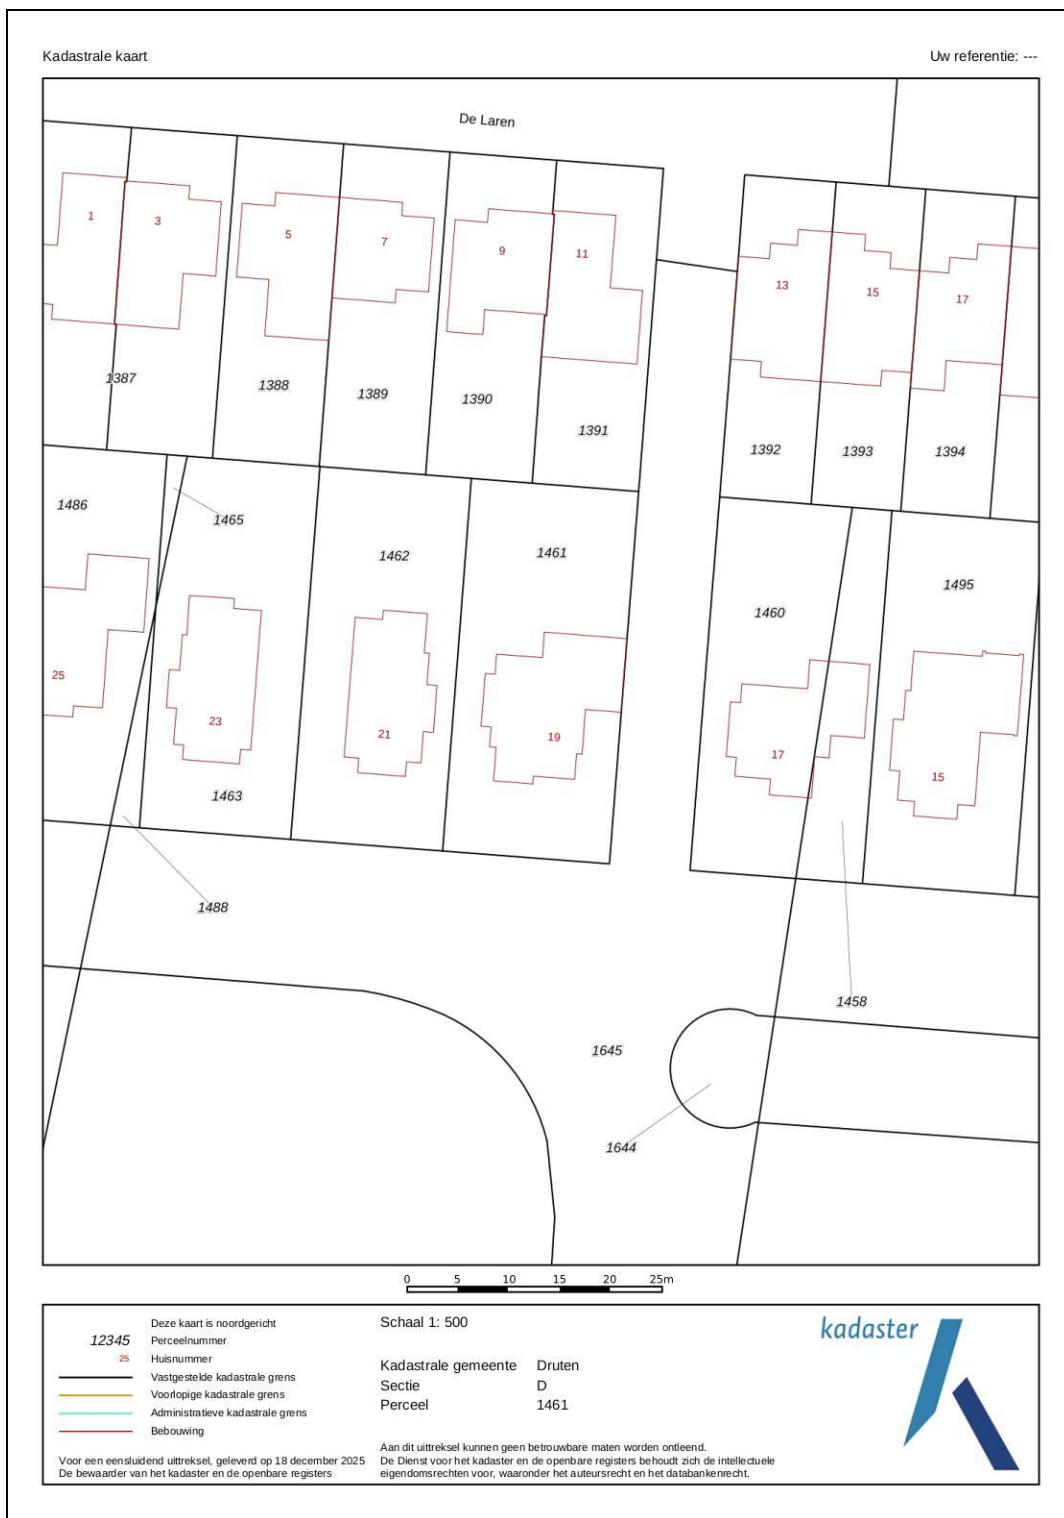 Kadastrale kaart
Uw referentie: ---
De Laren
1
3
5
7
9
11
13
15
17
1387
1388
1389
1390
1391
1392
1393
1394
1486
1465
1462
1461
1460
1495
25
23
21
19
17
15
1463
1488
1458
1645
1644
0 5 10 15 20 25m
Deze kaart is noordgericht
12345 Perceelnummer
25 Huisnummer
Vastgestelde kadastrale grens
Voorlopige kadastrale grens
Administratieve kadastrale grens
Bebouwing
Voor een eensluidend uittreksel, geleverd op 18 december 2025
De bewaarder van het kadaster en de openbare registers
Schaal 1: 500
Kadastrale gemeente Druten
Sectie D
Perceel 1461
Aan dit uittreksel kunnen geen betrouwbare maten worden ontleend.
De Dienst voor het kadaster en de openbare registers behoudt zich de intellectuele
eigendomsrechten voor, waaronder het auteursrecht en het databankenrecht.
kadaster